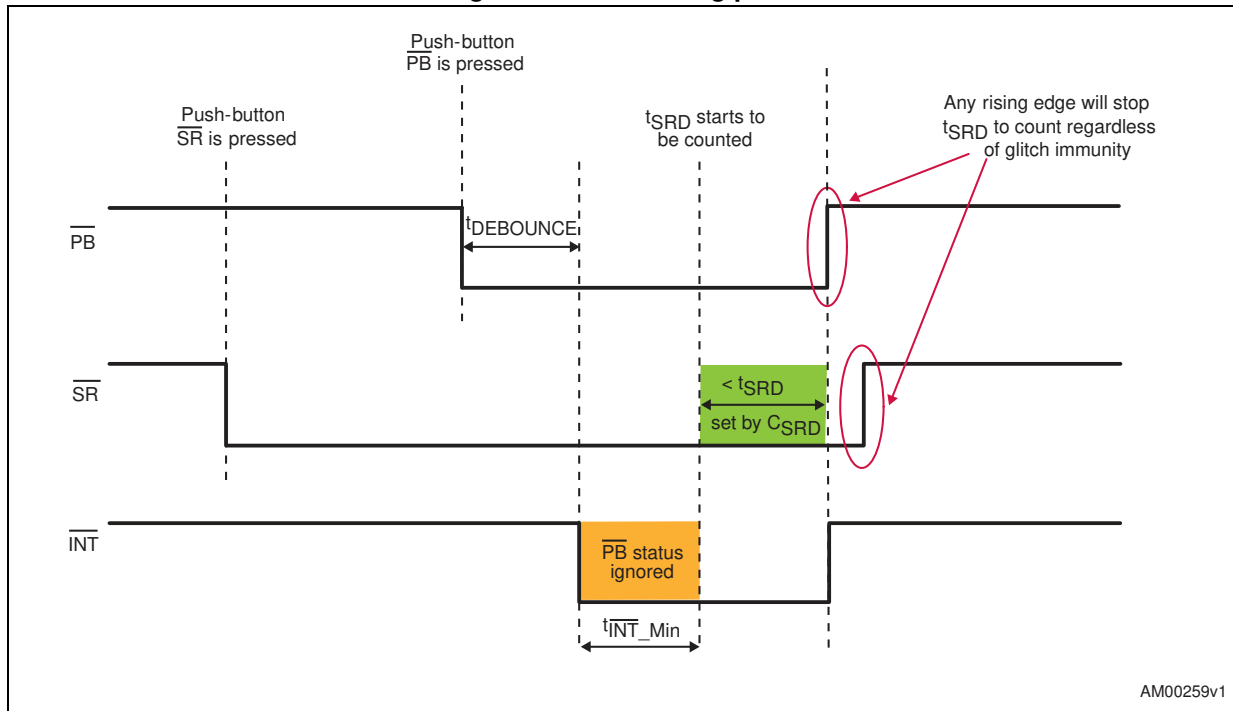 Push-button
PB is pressed
Push-button
SR is pressed
tSRD starts to
be counted
Any rising edge will stop
tSRD to count regardless
of glitch immunity
PB
tDEBOUNCE
SR
< tSRD
set by CSRD
INT
PB status
ignored
tINT_Min
AM00259v1